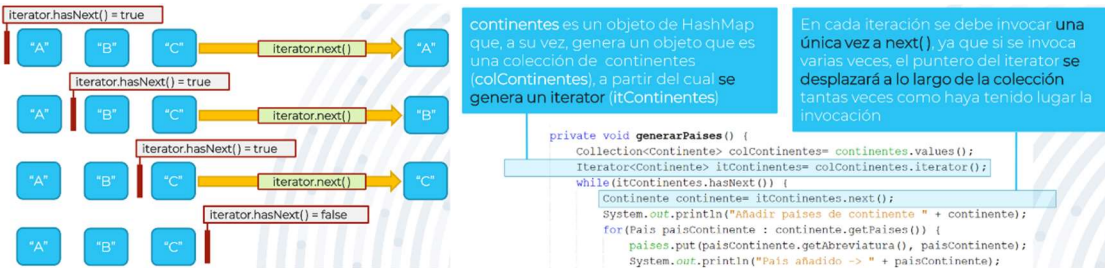 iterator.hasNext() = true
"A" "B" "C" iterator.next() "A"
iterator.hasNext() = true
"A" "B" "C" iterator.next() "B"
iterator.hasNext() = true
"A" "B" "C" iterator.next() "C"
iterator.hasNext() = false
"A" "B" "C"
continentes es un objeto de HashMap
que, a su vez, genera un objeto que es
una colección de continentes
(colContinentes), a partir del cual se
genera un iterator (itContinentes)
En cada iteración se debe invocar una
única vez a next(), ya que si se invoca
varias veces, el puntero del iterator se
desplazará a lo largo de la colección
tantas veces como haya tenido lugar la
invocación
private void generarPaises() {
Collection<Continente> colContinentes= continentes.values();
Iterator<Continente> itContinentes= colContinentes.iterator();
while(itContinentes.hasNext()) {
Continente continente= itContinentes.next();
System.out.println("Añadir paises de continente " + continente);
for(Pais paisContinente : continente.getPaises()) {
paises.put(paisContinente.getAbreviatura(), paisContinente);
System.out.println("Pais añadido -> " + paisContinente);